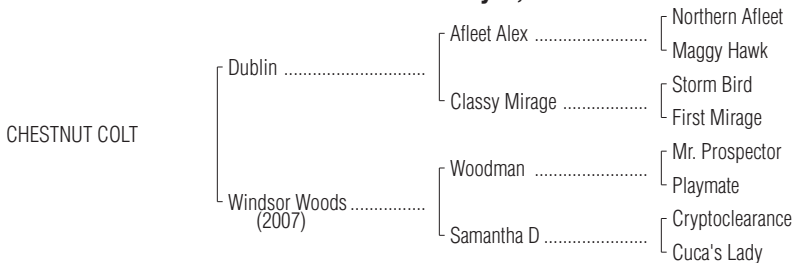 Northern Afleet
Afleet Alex ........................
Maggy Hawk
Dublin ..............................
Storm Bird
Classy Mirage ..................
First Mirage
CHESTNUT COLT
Mr. Prospector
Woodman ........................
Playmate
Windsor Woods ................
(2007)
Cryptoclearance
Samantha D ......................
Cuca's Lady